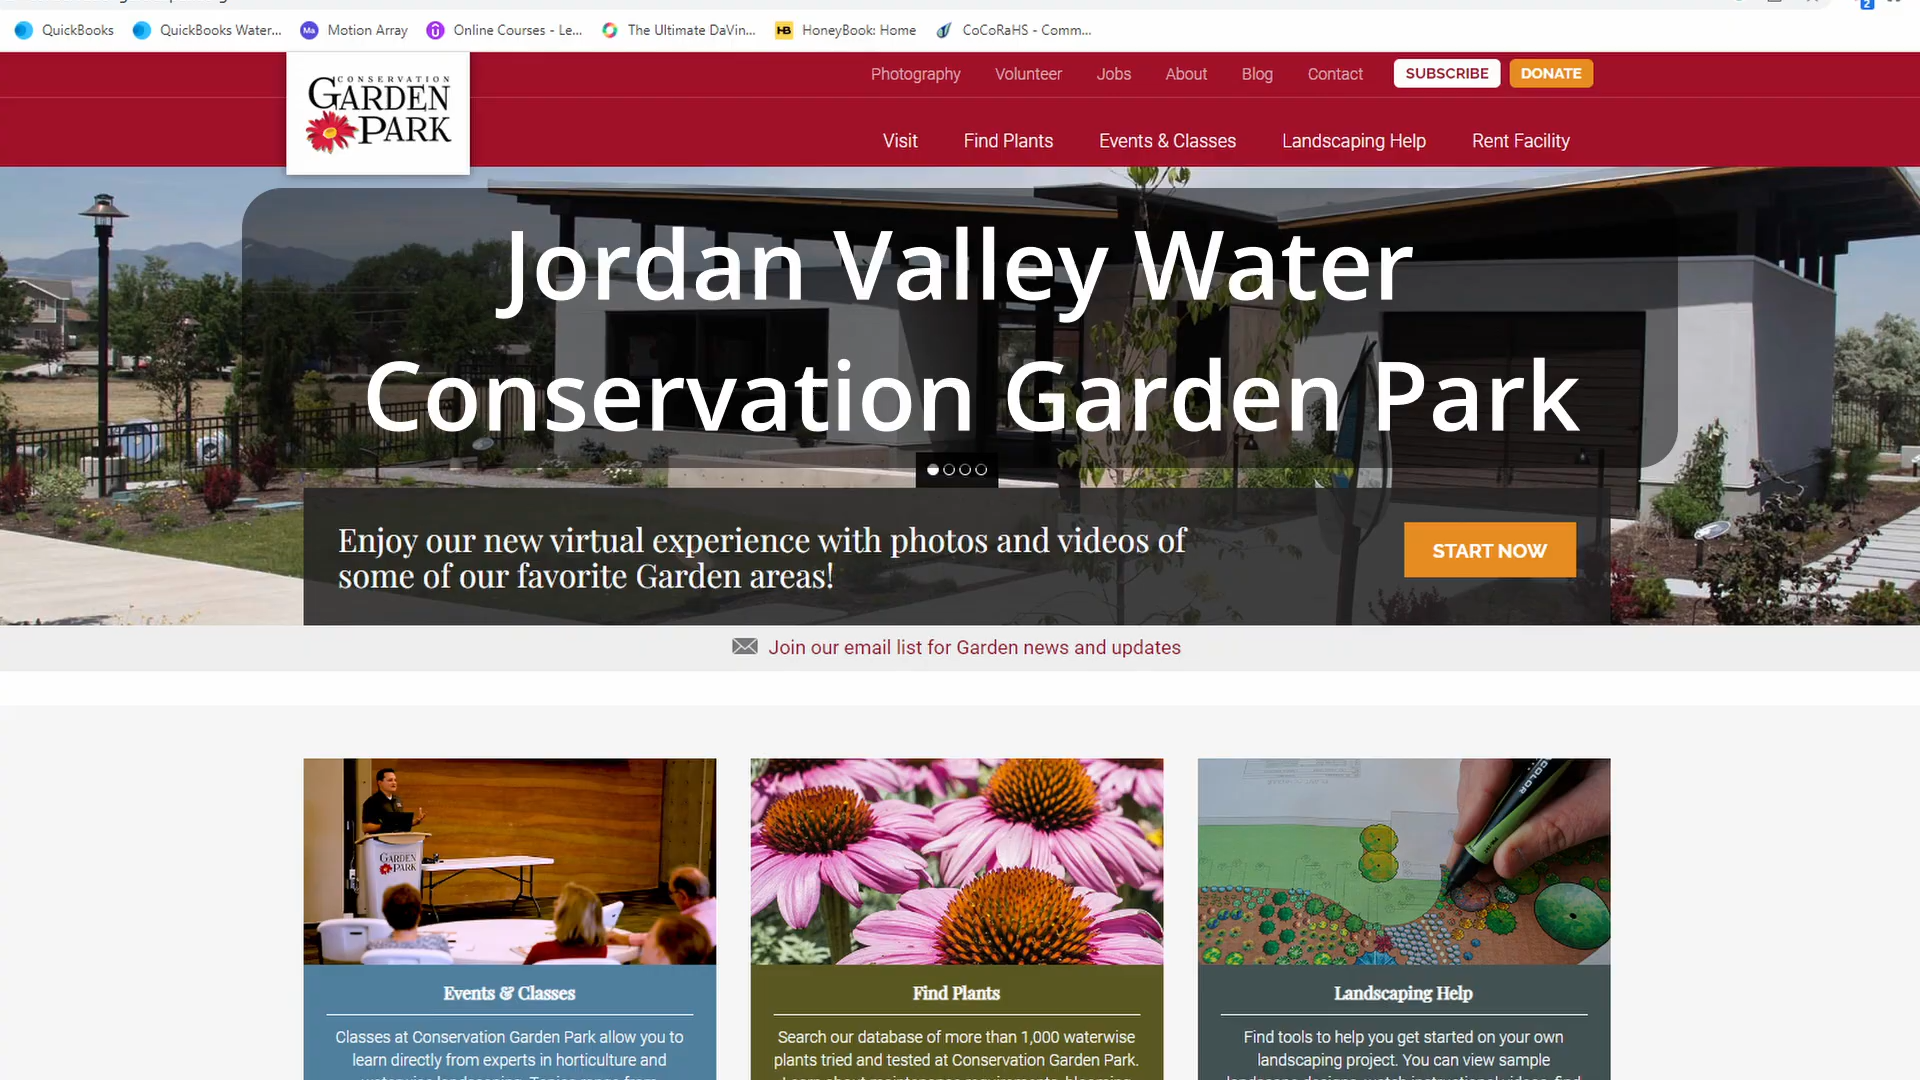 QuickBooks QuickBooks Water... Motion Array Online Courses - Le... The Ultimate DaVin... HoneyBook: Home CoCoRaHS - Comm...
CONSERVATION
GARDEN
PARK
Photography Volunteer Jobs About Blog Contact SUBSCRIBE DONATE
Visit Find Plants Events & Classes Landscaping Help Rent Facility
Jordan Valley Water
Conservation Garden Park
Enjoy our new virtual experience with photos and videos of
some of our favorite Garden areas!
START NOW
Join our email list for Garden news and updates
GARDEN
PARK
Events & Classes
Classes at Conservation Garden Park allow you to
learn directly from experts in horticulture and
Find Plants
Search our database of more than 1,000 waterwise
plants tried and tested at Conservation Garden Park.
Landscaping Help
Find tools to help you get started on your own
landscaping project. You can view sample